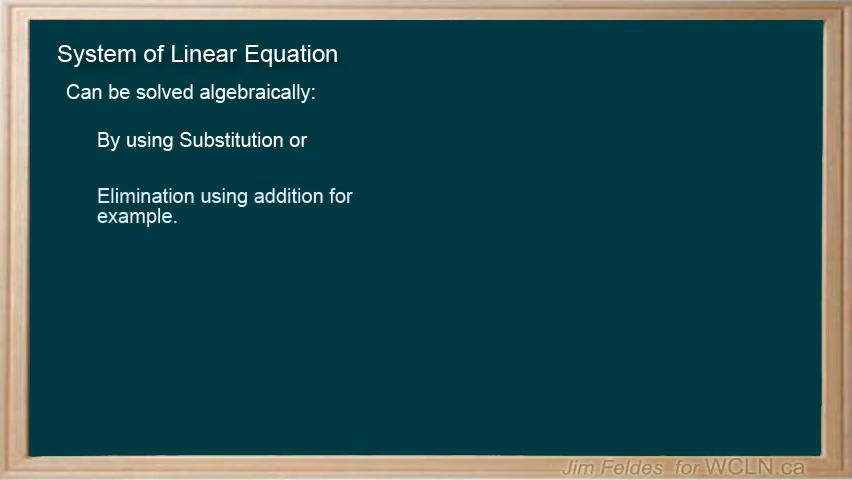 System of Linear Equation
Can be solved algebraically:
By using Substitution or
Elimination using addition for
example.
Jim Feldes for WCLN.ca